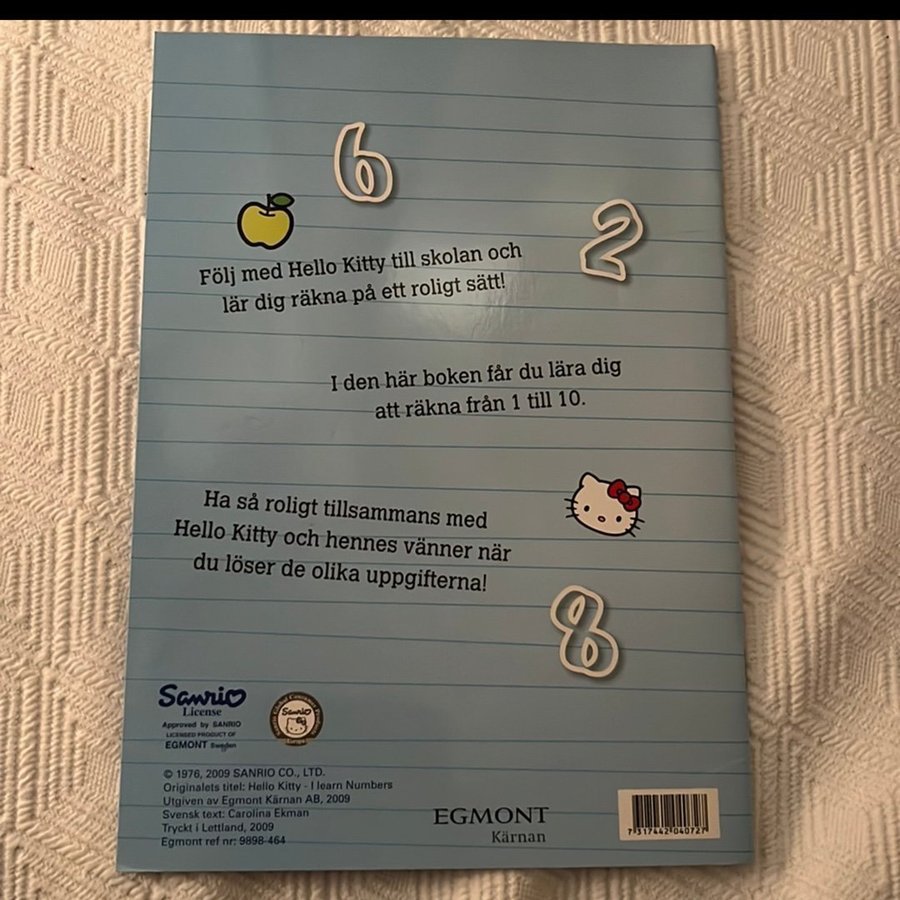 6
2
Följ med Hello Kitty till skolan och
lär dig räkna på ett roligt sätt!
I den här boken får du lära dig
att räkna från 1 till 10.
Ha så roligt tillsammans med
Hello Kitty och hennes vänner när
du löser de olika uppgifterna!
8
Sanrio
License
Approved by SANRIO
LICENSED PRODUCT OF
EGMONT Sweden
Sanrio
© 1976, 2009 SANRIO CO., LTD.
Originalets titel: Hello Kitty - I learn Numbers
Utgiven av Egmont Kärnan AB, 2009
Svensk text: Carolina Ekman
Tryckt i Lettland, 2009
Egmont ref nr: 9898-464
EGMONT
Kärnan
7 317442 040727